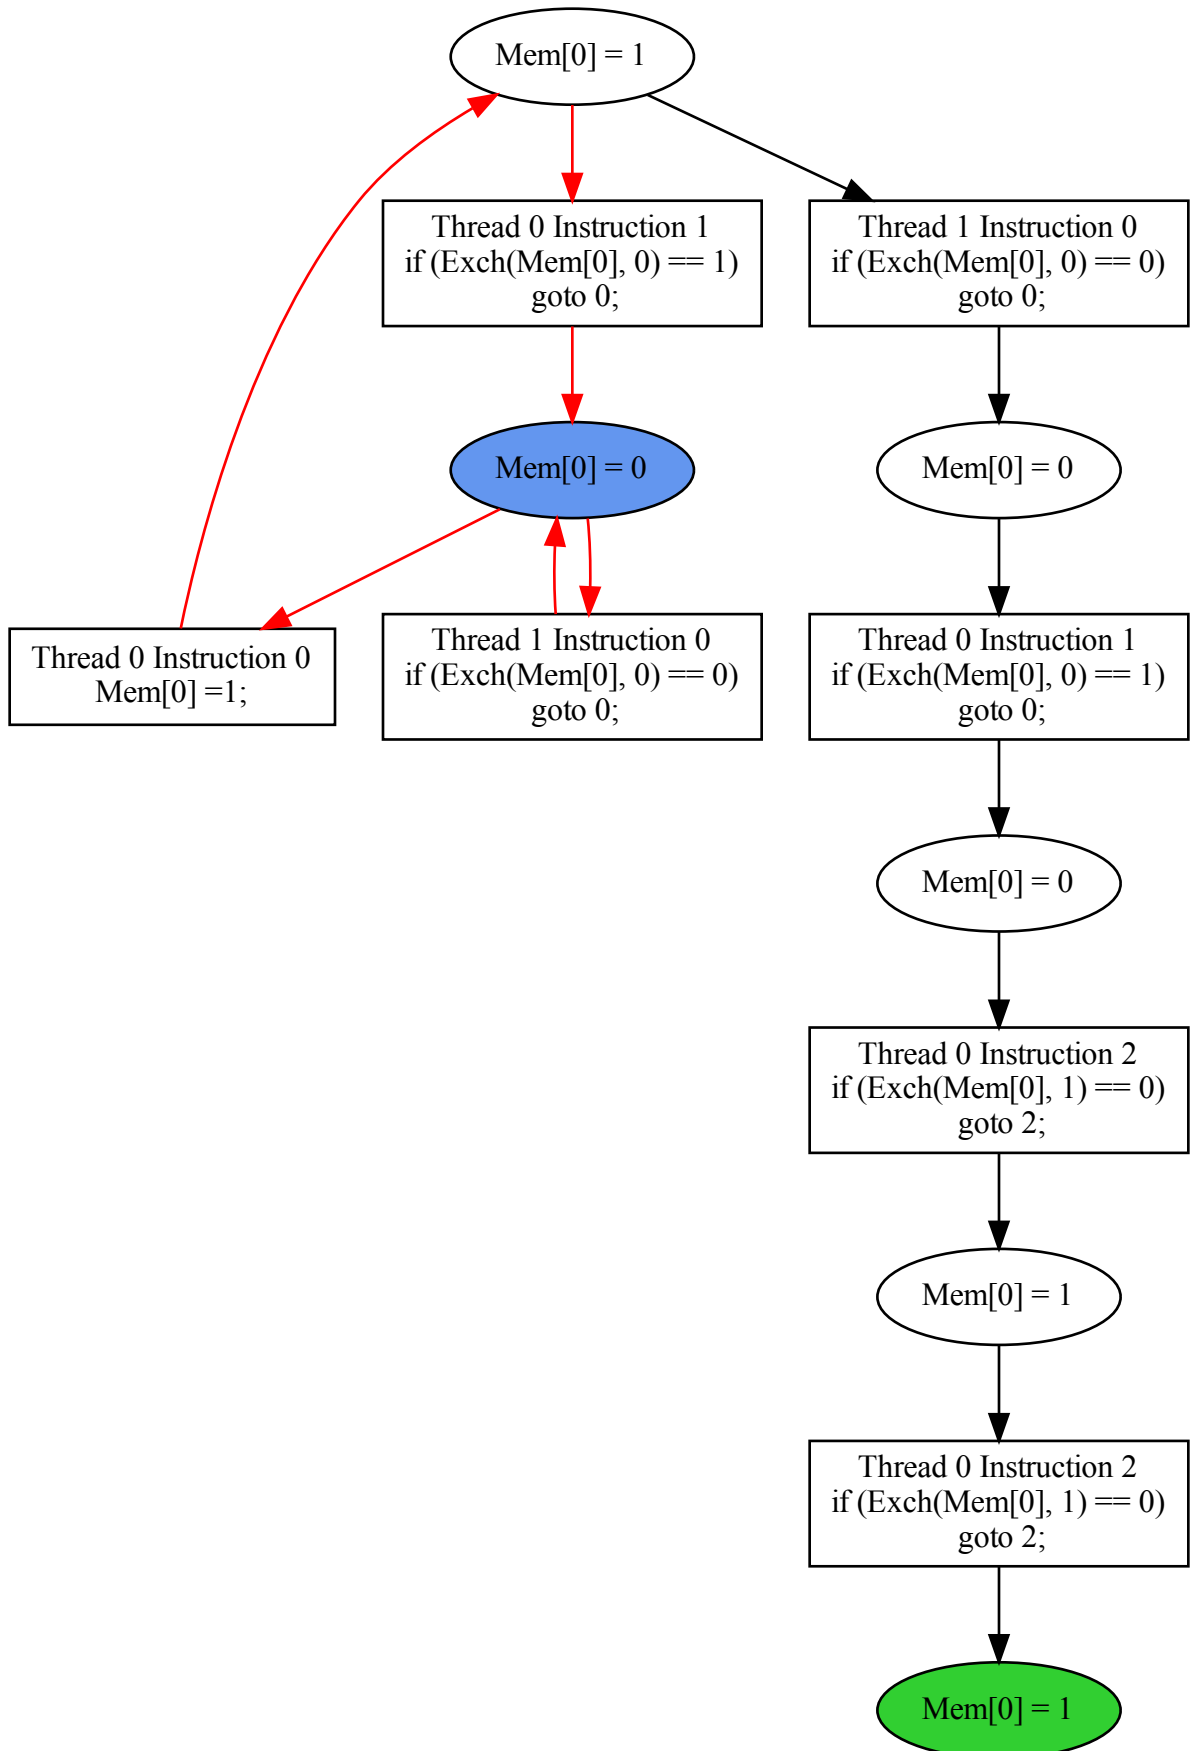 Mem[0] = 1
Thread 0 Instruction 1
if (Exch(Mem[0], 0) == 1)
goto 0;
Thread 1 Instruction 0
if (Exch(Mem[0], 0) == 0)
goto 0;
Mem[0] = 0
Mem[0] = 0
Thread 0 Instruction 0
Mem[0] =1;
Thread 1 Instruction 0
if (Exch(Mem[0], 0) == 0)
goto 0;
Thread 0 Instruction 1
if (Exch(Mem[0], 0) == 1)
goto 0;
Mem[0] = 0
Thread 0 Instruction 2
if (Exch(Mem[0], 1) == 0)
goto 2;
Mem[0] = 1
Thread 0 Instruction 2
if (Exch(Mem[0], 1) == 0)
goto 2;
Mem[0] = 1